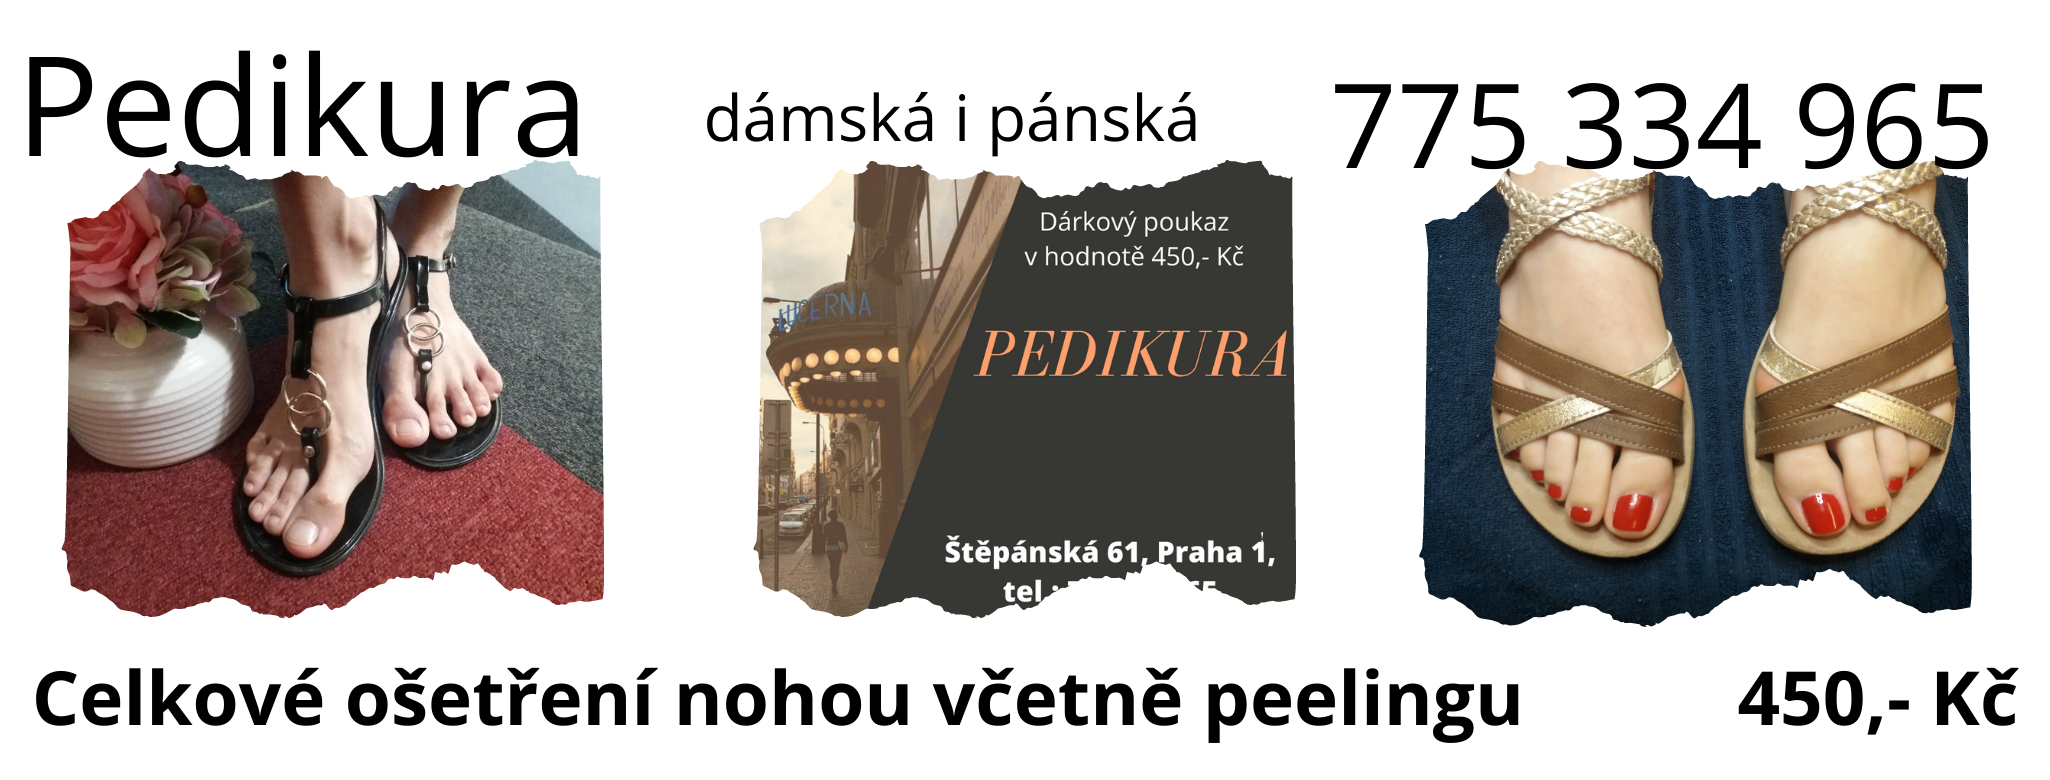 Pedikura
dámská i pánská
775 334 965
Dárkový poukaz
v hodnotě 450,- Kč
LUCERNA
PEDIKURA
Štěpánská 61, Praha 1,
tel
Celkové ošetření nohou včetně peelingu
450,- Kč